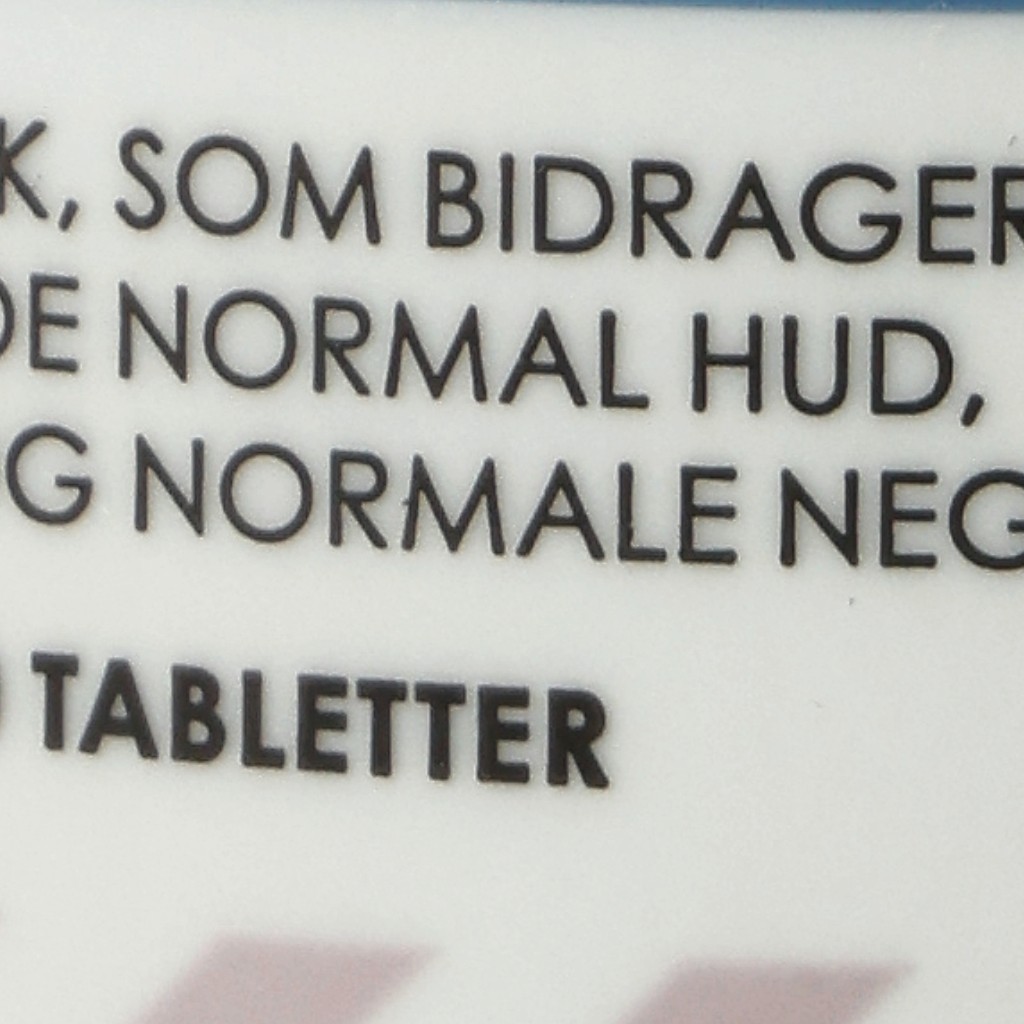 K, SOM BIDRAGER
DE NORMAL HUD,
G NORMALE NEG
TABLETTER